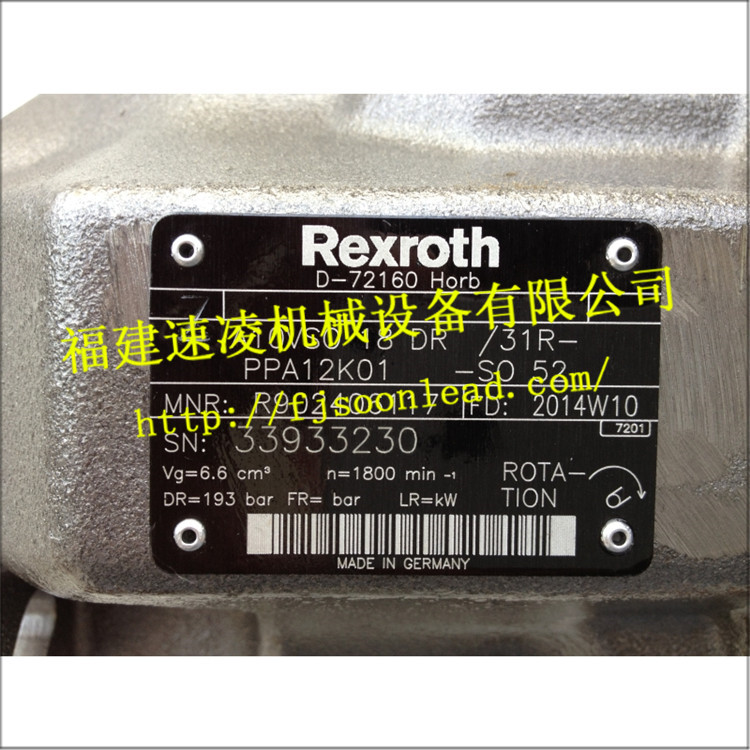 Rexroth
D-72160 Horb
福建速凌机械设备有限公司
18 DR /31R-
PPA12K01 -SO 52
http://fjsoonlead.com/
MNR: FD: 2014W10
7201
SN: 33933230
Vg=6.6 cm³ n=1800 min -1 ROTA-
DR=193 bar FR= bar LR=kW TION
MADE IN GERMANY